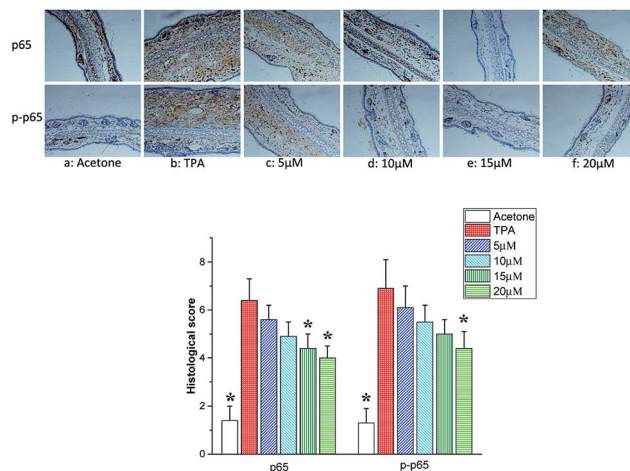 p65
p-p65
a: Acetone b: TPA c: 5µM d: 10µM e: 15µM f: 20µM
Acetone
TPA
5µM
10µM
15µM
20µM
Histological score
8
6
4
2
0
* * * * *
p65 p-p65